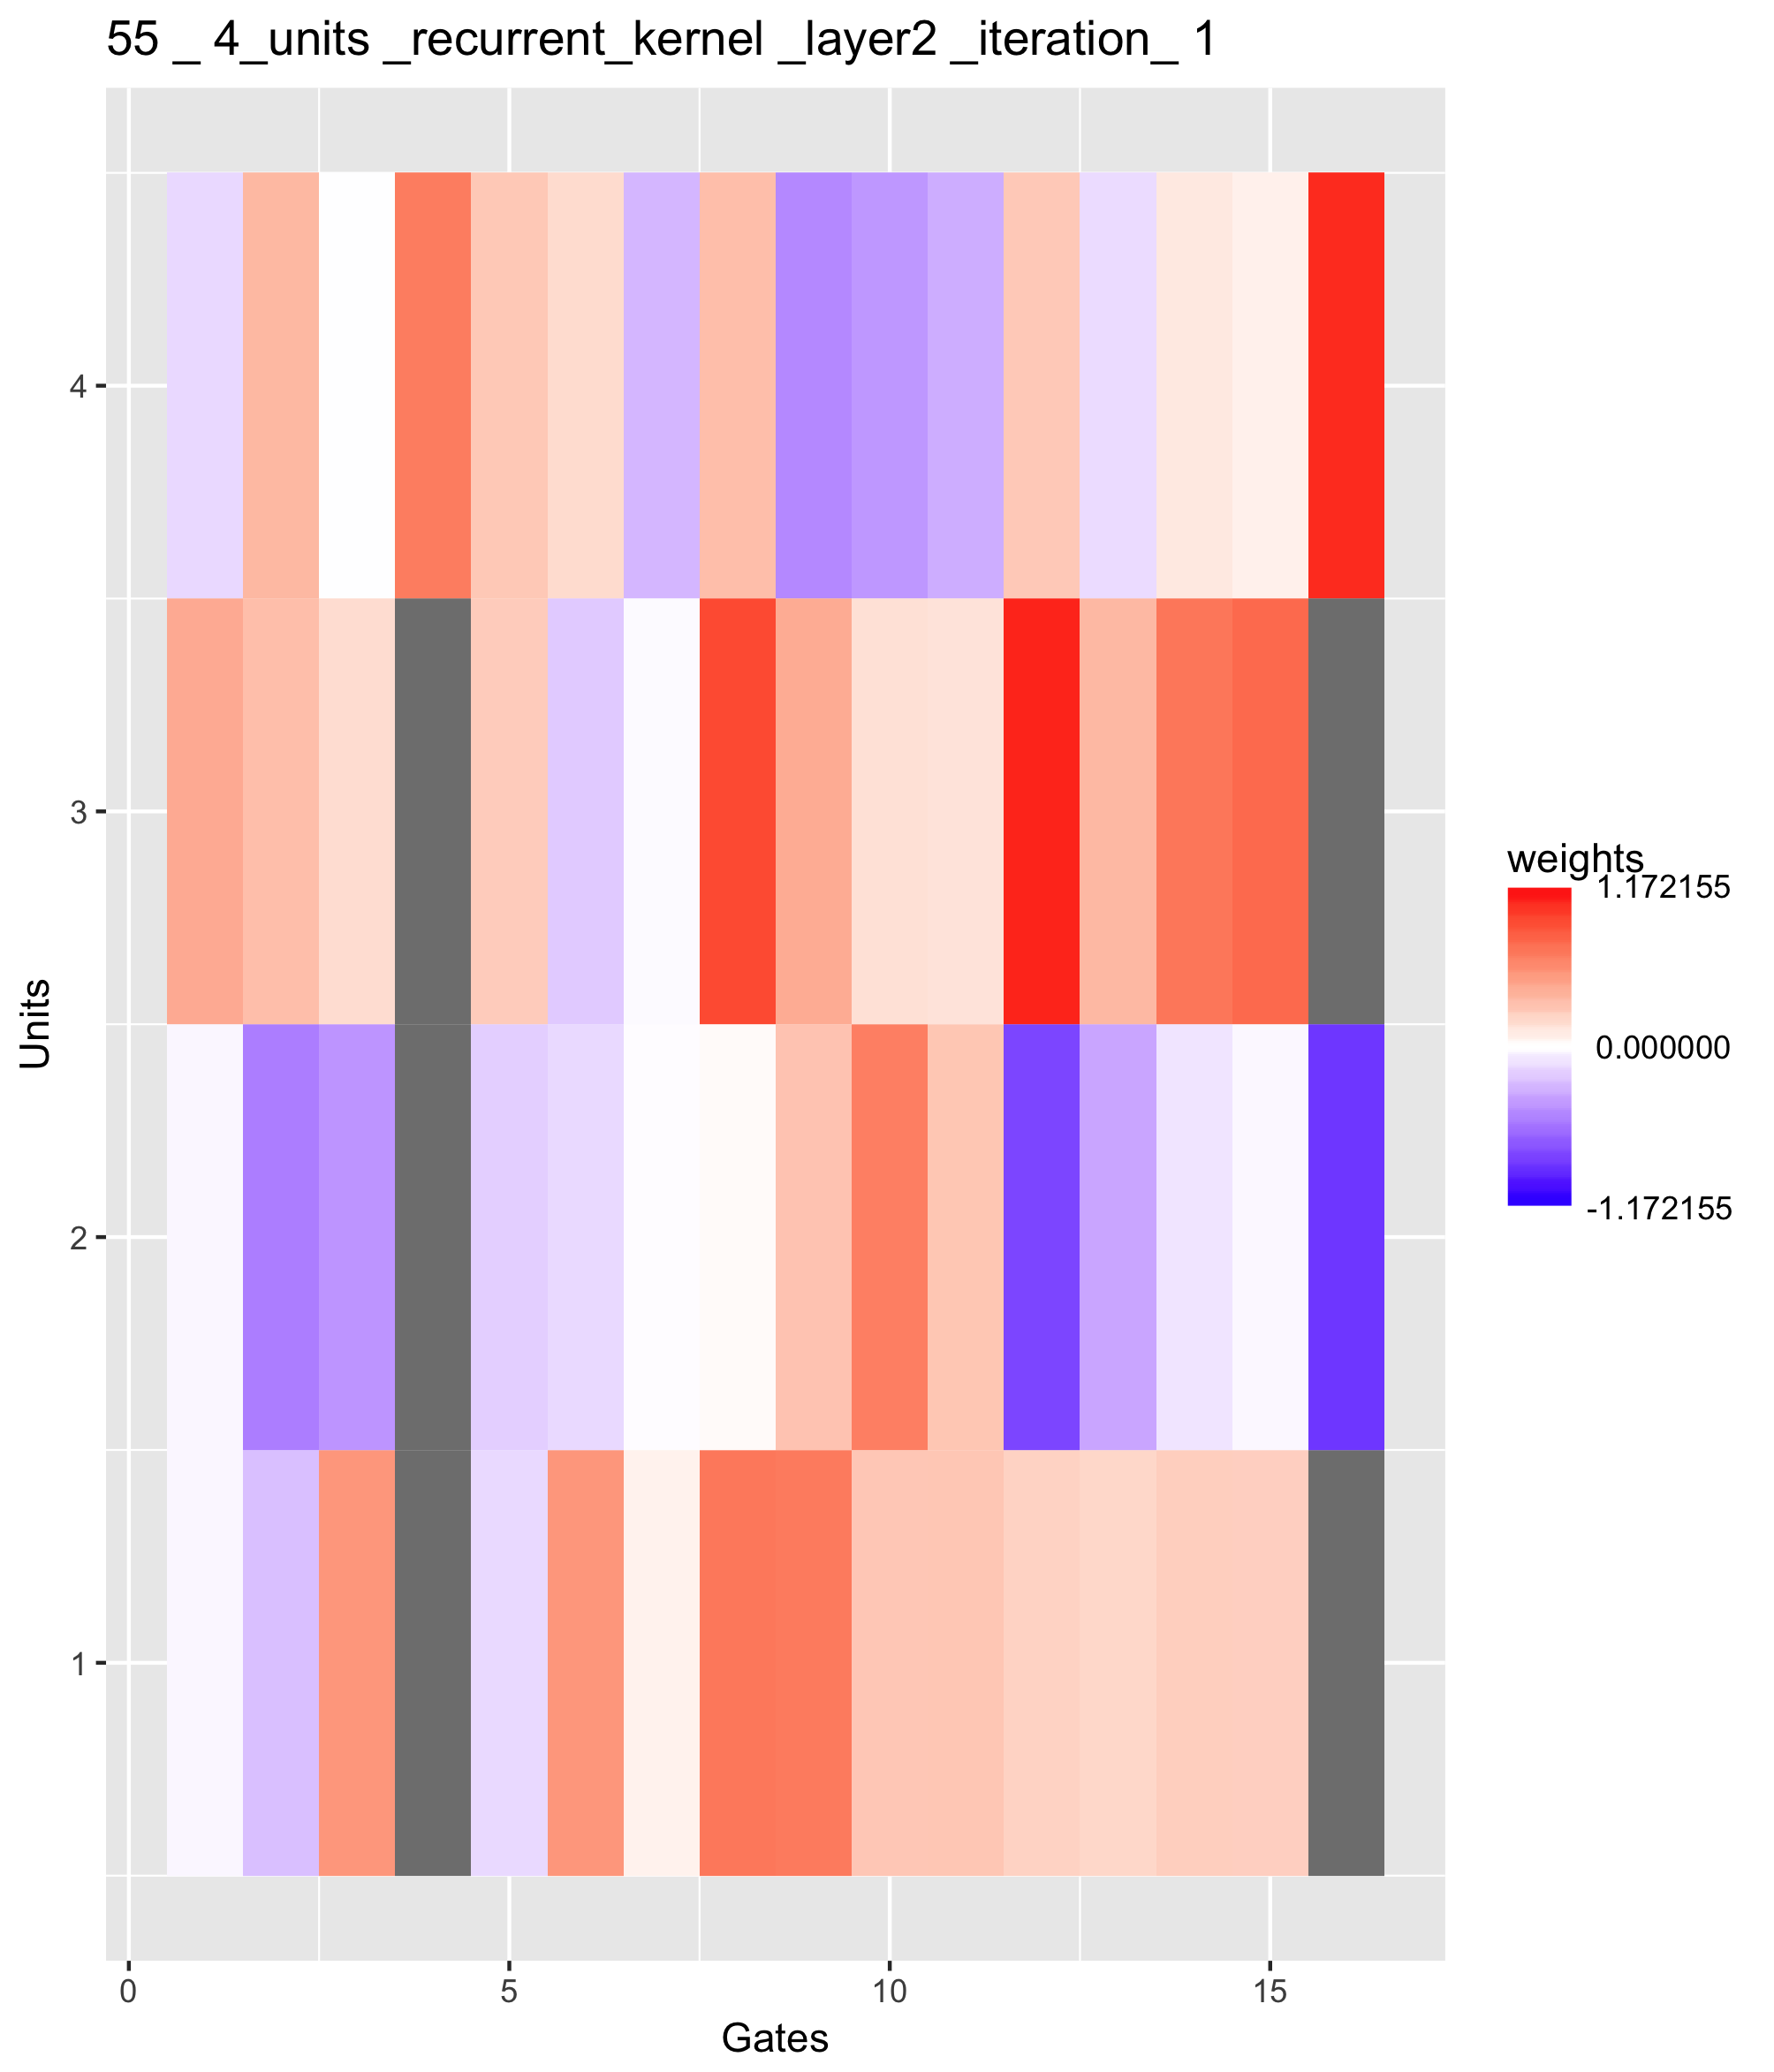 55 _ 4_units _recurrent_kernel _layer2 _iteration_ 1
Units
4
3
2
1
0 5 10 15
Gates
weights
1.172155
0.000000
-1.172155